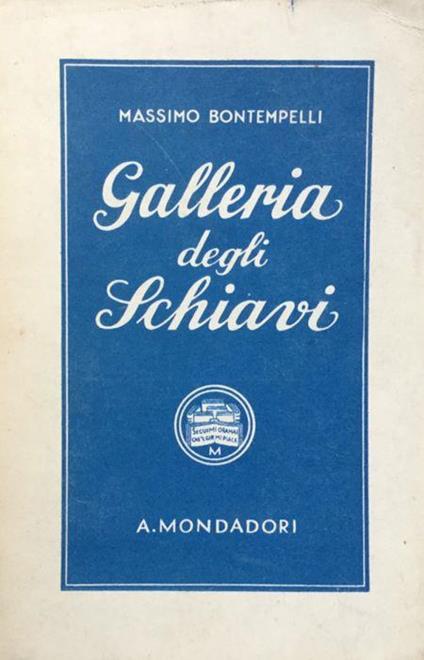 MASSIMO BONTEMPELLI
Galleria
degli
Schiavi
SEGUIMI ORAMAI
CHE 'L GIR MI PIACE
M
A. MONDADORI